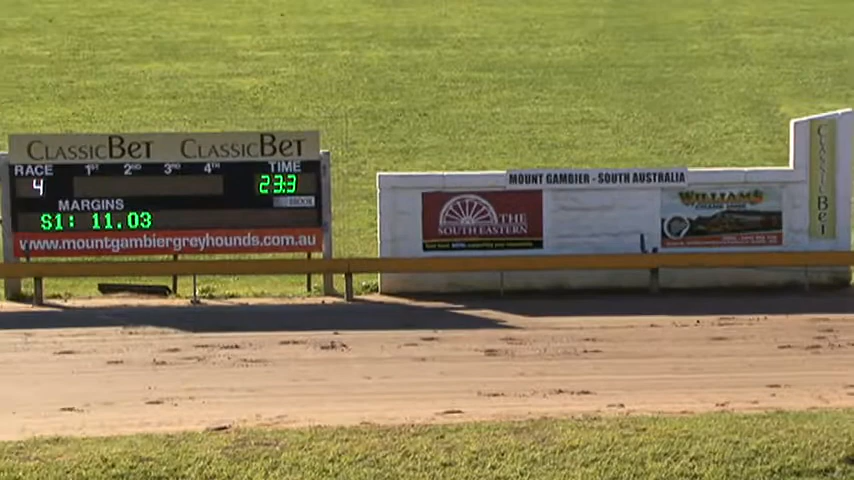 CLASSICBET CLASSICBET
RACE 1ST 2ND 3RD 4TH TIME
4 23.3
MARGINS
S1: 11.03
www.mountgambiergreyhounds.com.au
MOUNT GAMBIER - SOUTH AUSTRALIA
THE
SOUTH EASTERN
WILLIAMS
CLASSICBET